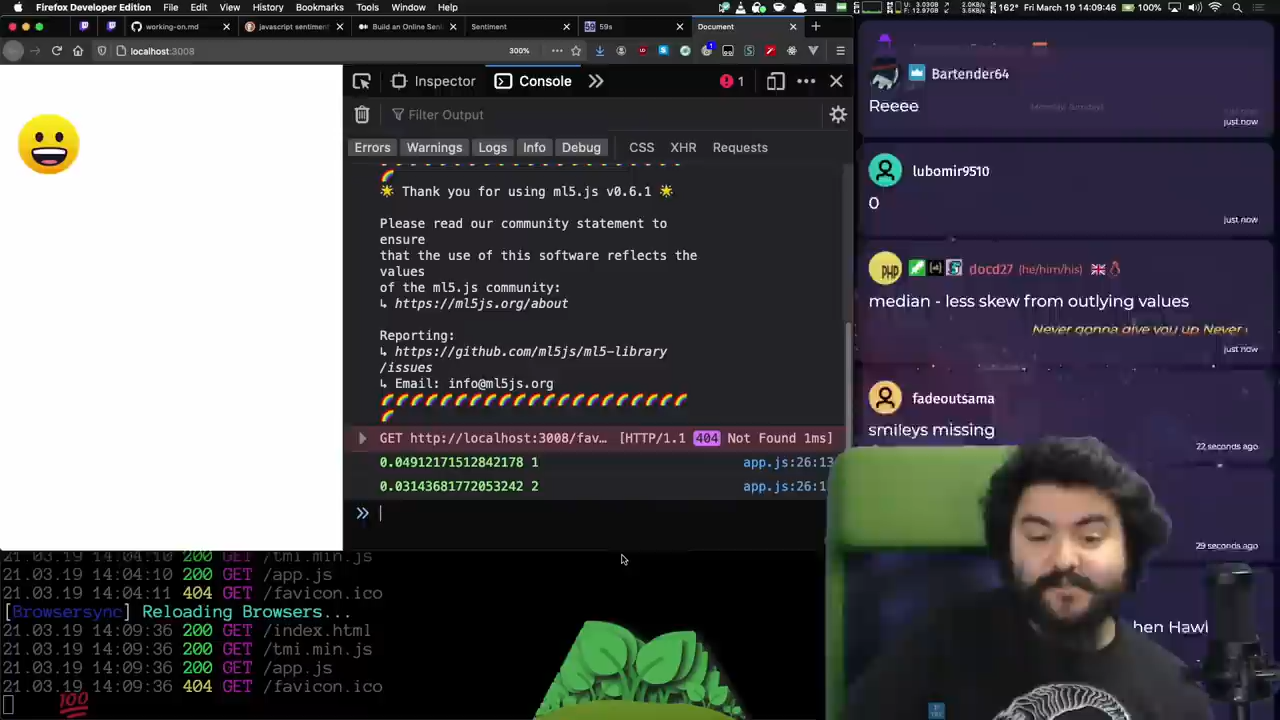 Firefox Developer Edition File Edit View History Bookmarks Tools Window Help
162° Fri March 19 14:09:46 100%
working-on.md javascript sentiment Build an Online Sen Sentiment 59s Document
localhost:3008 300%
Inspector Console 1
Filter Output
Errors Warnings Logs Info Debug CSS XHR Requests
Thank you for using ml5.js v0.6.1
Please read our community statement to
ensure
that the use of this software reflects the
values
of the ml5.js community:
↳ https://ml5js.org/about
Reporting:
↳ https://github.com/ml5js/ml5-library
/issues
↳ Email: info@ml5js.org
GET http://localhost:3008/fav… [HTTP/1.1 404 Not Found 1ms]
0.04912171512842178 1 app.js:26:13
0.03143681772053242 2 app.js:26:1
21.03.19 14:04:10 200 GET /tmi.min.js
21.03.19 14:04:10 200 GET /app.js
21.03.19 14:04:11 404 GET /favicon.ico
[Browsersync] Reloading Browsers...
21.03.19 14:09:36 200 GET /index.html
21.03.19 14:09:36 200 GET /tmi.min.js
21.03.19 14:09:36 200 GET /app.js
21.03.19 14:09:36 404 GET /favicon.ico
100
Bartender64
Reeee
just now
lubomir9510
0
just now
PHP docd27 (he/him/his)
median - less skew from outlying values
Never gonna give you up Never
just now
fadeoutsama
smileys missing
22 seconds ago
29 seconds ago
hen Hawl